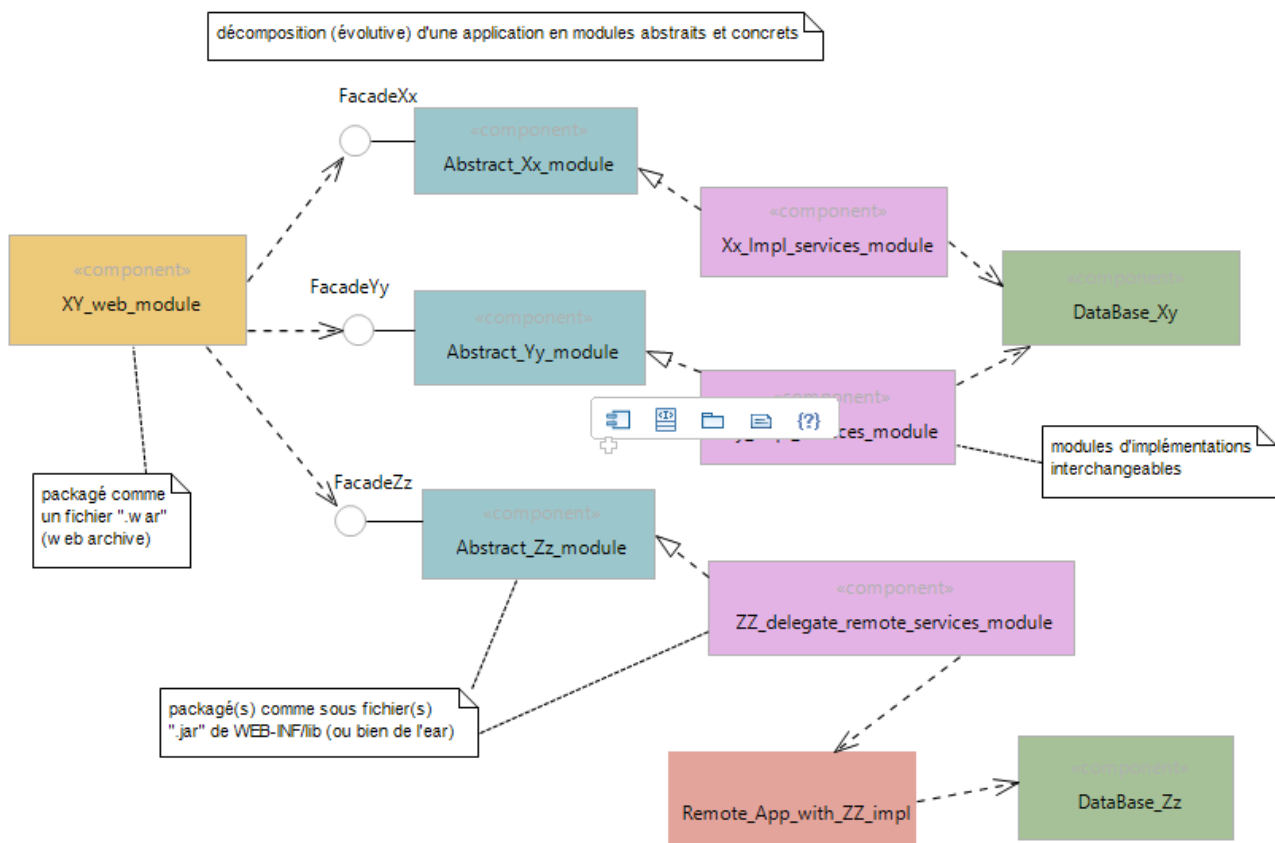 décomposition (évolutive) d'une application en modules abstraits et concrets
FacadeXx
«component»
Abstract_Xx_module
«component»
Xx_Impl_services_module
«component»
XY_web_module
FacadeYy
«component»
Abstract_Yy_module
«component»
DataBase_Xy
{?}
modules d'implémentations
interchangeables
packagé comme
un fichier ".war"
(web archive)
FacadeZz
«component»
Abstract_Zz_module
«component»
ZZ_delegate_remote_services_module
packagé(s) comme sous fichier(s)
".jar" de WEB-INF/lib (ou bien de l'ear)
Remote_App_with_ZZ_impl
«component»
DataBase_Zz